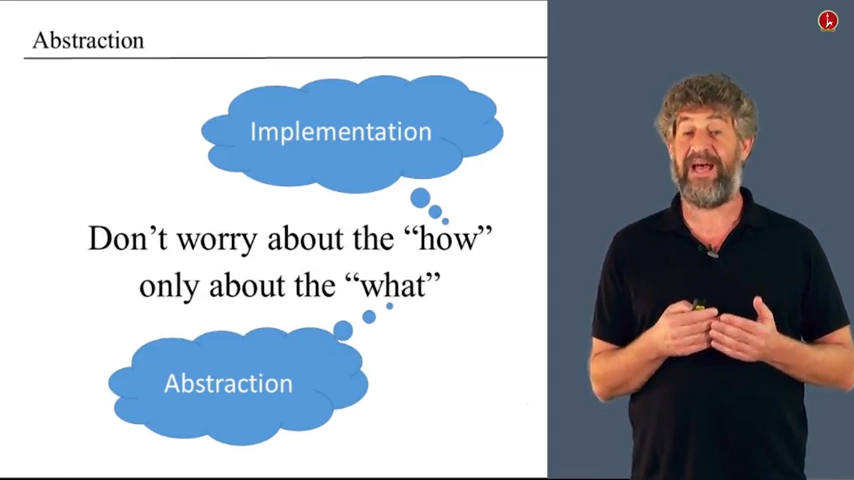 Abstraction
Implementation
Don’t worry about the “how”
only about the “what”
Abstraction